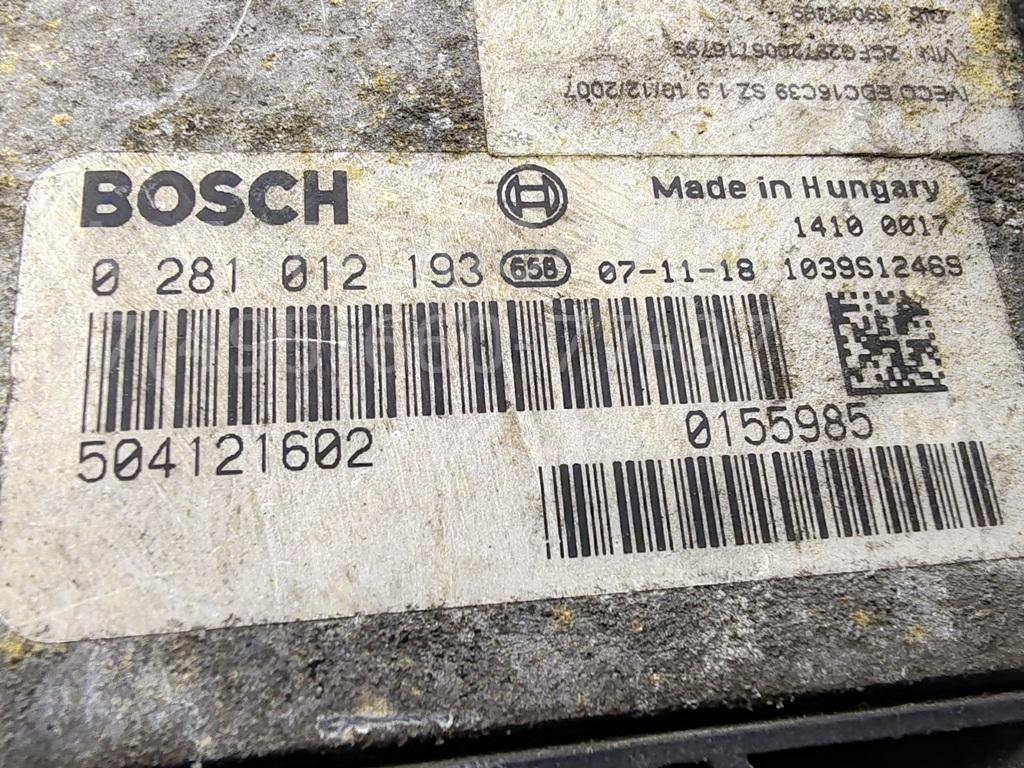 IVECO EDC16C39 SZ 1.9 19/12/2007
BOSCH
Made in Hungary
1410 0017
0 281 012 193 658 07-11-18 1039S12469
504121602
0155985